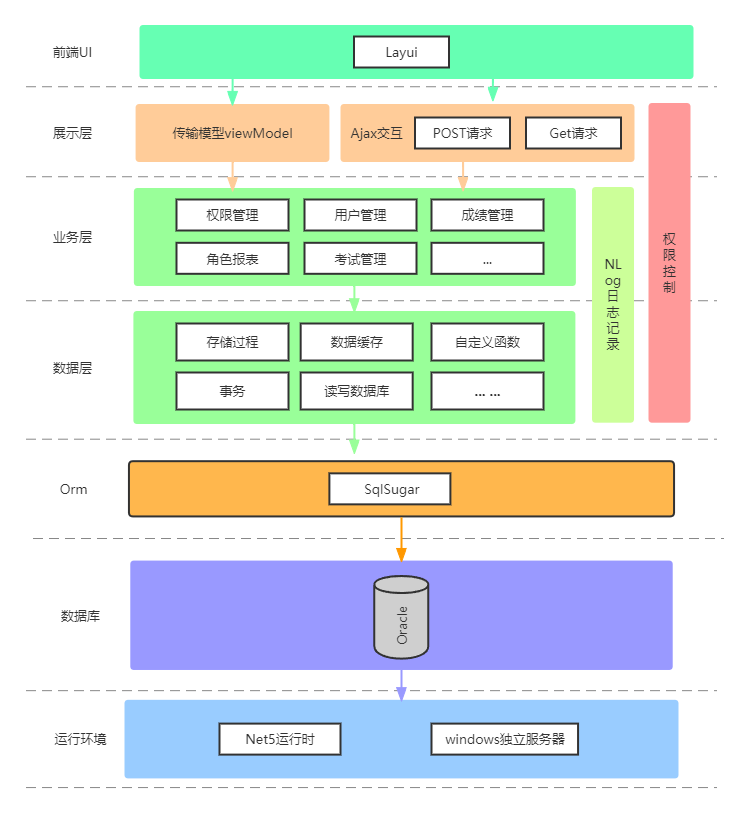 前端UI
Layui
展示层
传输模型viewModel
Ajax交互
POST请求
Get请求
业务层
权限管理
用户管理
成绩管理
角色报表
考试管理
...
NLog日志记录
权限控制
数据层
存储过程
数据缓存
自定义函数
事务
读写数据库
... ...
Orm
SqlSugar
数据库
Oracle
运行环境
Net5运行时
windows独立服务器